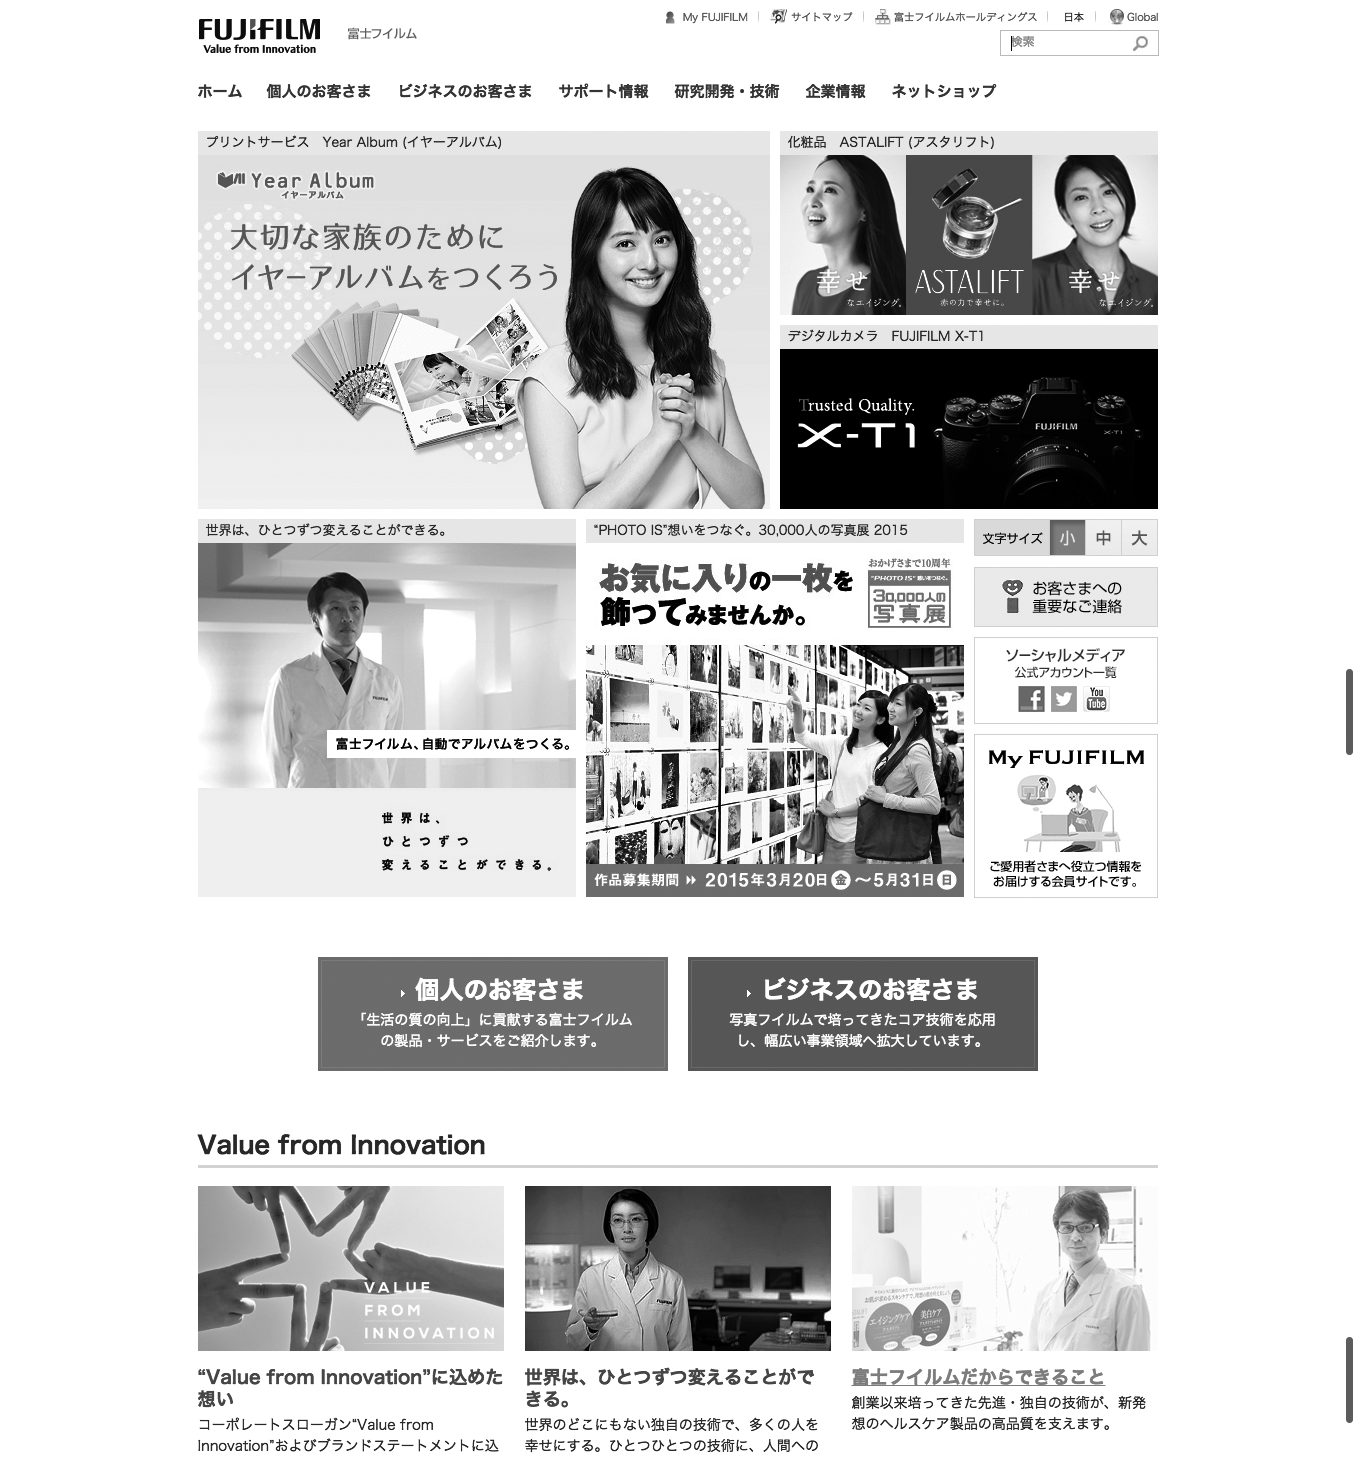 FUJIFILM
Value from Innovation
富士フイルム
My FUJIFILM
サイトマップ
富士フイルムホールディングス
日本
Global
検索
ホーム
個人のお客さま
ビジネスのお客さま
サポート情報
研究開発・技術
企業情報
ネットショップ
プリントサービス　Year Album (イヤーアルバム)
Year Album
イヤーアルバム
大切な家族のために
イヤーアルバムをつくろう
化粧品　ASTALIFT (アスタリフト)
幸せ
なエイジング。
ASTALIFT
赤の力で幸せに。
幸せ
なエイジング。
デジタルカメラ　FUJIFILM X-T1
Trusted Quality.
X-T1
FUJIFILM
X-T1
世界は、ひとつずつ変えることができる。
富士フイルム、自動でアルバムをつくる。
世界は、
ひとつずつ
変えることができる。
“PHOTO IS”想いをつなぐ。30,000人の写真展 2015
お気に入りの一枚を
飾ってみませんか。
おかげさまで10周年
“PHOTO IS” 想いをつなぐ。
30,000人の
写真展
作品募集期間 2015年3月20日金～5月31日日
文字サイズ
小
中
大
お客さまへの
重要なご連絡
ソーシャルメディア
公式アカウント一覧
You
Tube
My FUJIFILM
ご愛用者さまへ役立つ情報を
お届けする会員サイトです。
個人のお客さま
「生活の質の向上」に貢献する富士フイルム
の製品・サービスをご紹介します。
ビジネスのお客さま
写真フイルムで培ってきたコア技術を応用
し、幅広い事業領域へ拡大しています。
Value from Innovation
VALUE
FROM
INNOVATION
エイジングケア
美白ケア
“Value from Innovation”に込めた
想い
コーポレートスローガン“Value from
Innovation”およびブランドステートメントに込
世界は、ひとつずつ変えることがで
きる。
世界のどこにもない独自の技術で、多くの人を
幸せにする。ひとつひとつの技術に、人間への
富士フイルムだからできること
創業以来培ってきた先進・独自の技術が、新発
想のヘルスケア製品の高品質を支えます。